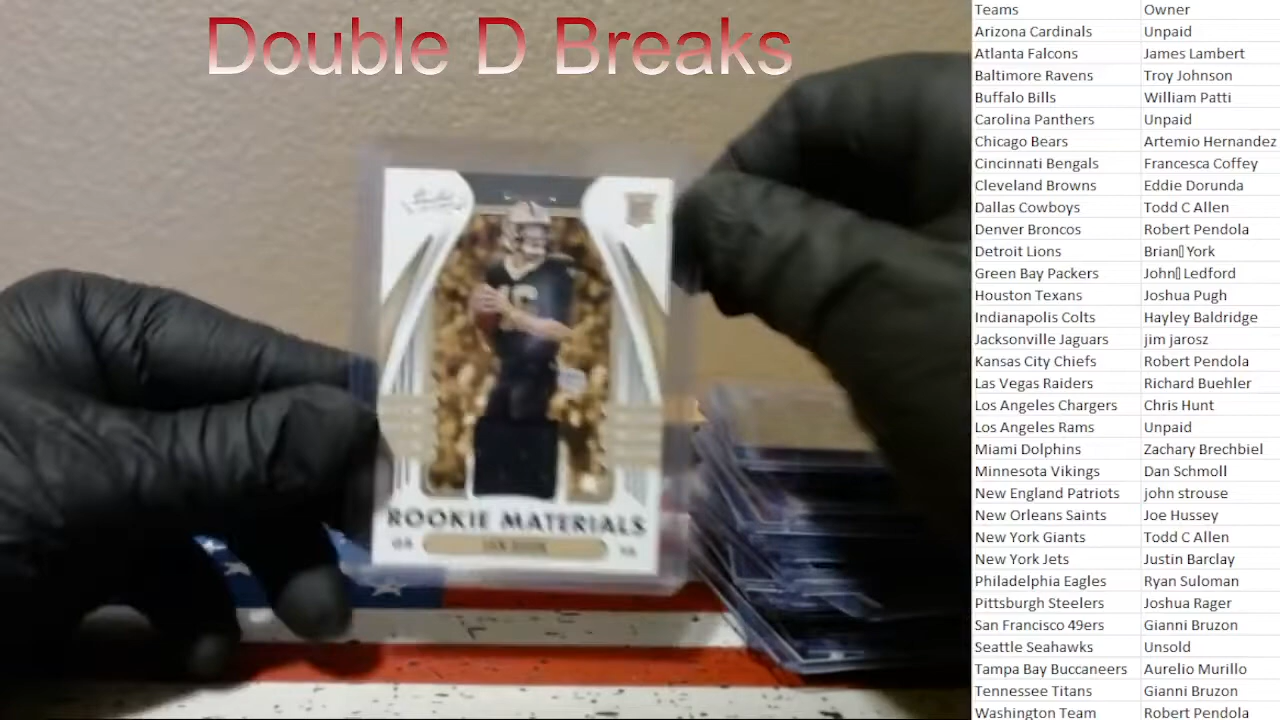 Double D Breaks
ROOKIE MATERIALS
IAN BOOK
Teams Owner
Arizona Cardinals Unpaid
Atlanta Falcons James Lambert
Baltimore Ravens Troy Johnson
Buffalo Bills William Patti
Carolina Panthers Unpaid
Chicago Bears Artemio Hernandez
Cincinnati Bengals Francesca Coffey
Cleveland Browns Eddie Dorunda
Dallas Cowboys Todd C Allen
Denver Broncos Robert Pendola
Detroit Lions Brian▯York
Green Bay Packers John▯Ledford
Houston Texans Joshua Pugh
Indianapolis Colts Hayley Baldridge
Jacksonville Jaguars jim jarosz
Kansas City Chiefs Robert Pendola
Las Vegas Raiders Richard Buehler
Los Angeles Chargers Chris Hunt
Los Angeles Rams Unpaid
Miami Dolphins Zachary Brechbiel
Minnesota Vikings Dan Schmoll
New England Patriots john strouse
New Orleans Saints Joe Hussey
New York Giants Todd C Allen
New York Jets Justin Barclay
Philadelphia Eagles Ryan Suloman
Pittsburgh Steelers Joshua Rager
San Francisco 49ers Gianni Bruzon
Seattle Seahawks Unsold
Tampa Bay Buccaneers Aurelio Murillo
Tennessee Titans Gianni Bruzon
Washington Team Robert Pendola